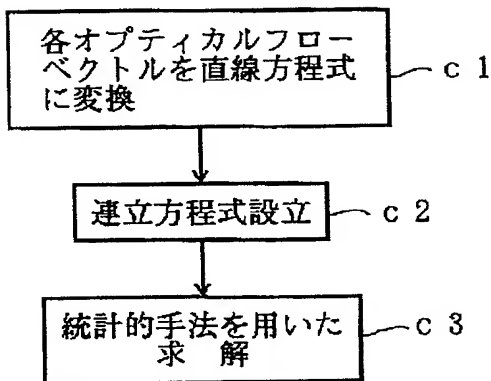 各オプティカルフロー
ベクトルを直線方程式
に変換
c 1
連立方程式設立
c 2
統計的手法を用いた
求 解
c 3